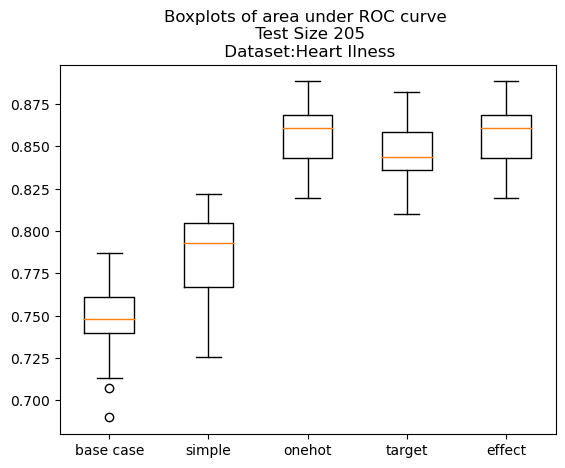 Boxplots of area under ROC curve
Test Size 205
Dataset:Heart Ilness
0.875
0.850
0.825
0.800
0.775
0.750
0.725
0.700
base case simple onehot target effect